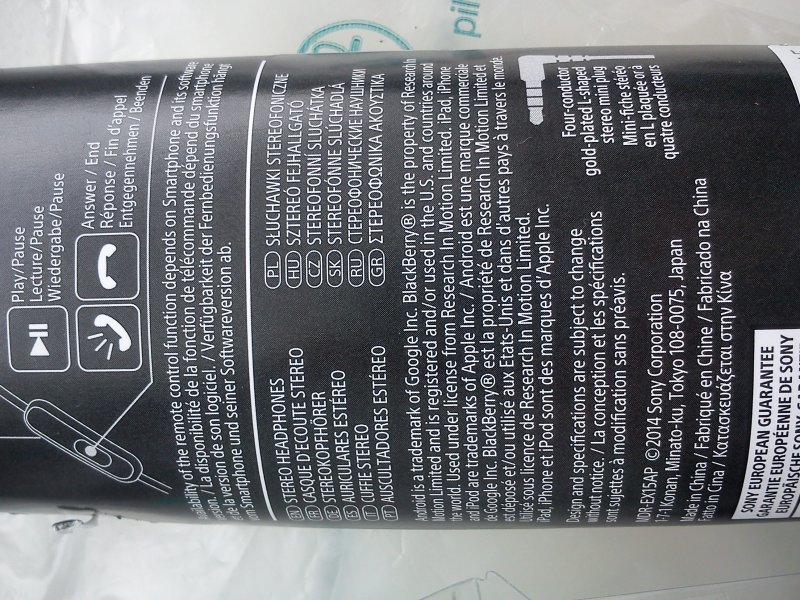 Play/Pause
Lecture/Pause
Wiedergabe/Pause
Answer / End
Réponse / Fin d'appel
Entgegennehmen / Beenden
of the remote control function depends on Smartphone and its software
/ La disponibilité de la fonction de télécommande dépend du smartphone
de la version de son logiciel. / Verfügbarkeit der Fernbedienungsfunktion hängt
Smartphone und seiner Softwareversion ab.
EN STEREO HEADPHONES
FR CASQUE D'ÉCOUTE STÉRÉO
DE STEREOKOPFHÖRER
ES AURICULARES ESTÉREO
IT CUFFIE STEREO
PT AUSCULTADORES ESTÉREO
PL SŁUCHAWKI STEREOFONICZNE
HU SZTEREÓ FEJHALLGATÓ
CZ STEREOFONNÍ SLUCHÁTKA
SK STEREOFONNE SLÚCHADLÁ
RU СТЕРЕОФОНИЧЕСКИЕ НАУШНИКИ
GR ΣΤΕΡΕΟΦΩΝΙΚΑ ΑΚΟΥΣΤΙΚΑ
Android is a trademark of Google Inc. BlackBerry® is the property of Research In
Motion Limited and is registered and/or used in the U.S. and countries around
the world. Used under license from Research In Motion Limited. iPad, iPhone
and iPod are trademarks of Apple Inc. / Android est une marque commerciale
de Google Inc. BlackBerry® est la propriété de Research In Motion Limited et
est déposé et/ou utilisé aux Etats-Unis et dans d'autres pays à travers le monde.
Utilisé sous licence de Research In Motion Limited.
iPad, iPhone et iPod sont des marques d'Apple Inc.
Design and specifications are subject to change
without notice. / La conception et les spécifications
sont sujettes à modification sans préavis.
MDR-EX15AP ©2014 Sony Corporation
1-7-1 Konan, Minato-ku, Tokyo 108-0075, Japan
Made in China / Fabriqué en Chine / Fabricado na China
Fatto in Cina / Κατασκευάζεται στην Κίνα
Four-conductor
gold-plated L-shaped
stereo mini plug
Mini-fiche stéréo
en L plaquée or à
quatre conducteurs
SONY EUROPEAN GUARANTEE
GARANTIE EUROPÉENNE DE SONY